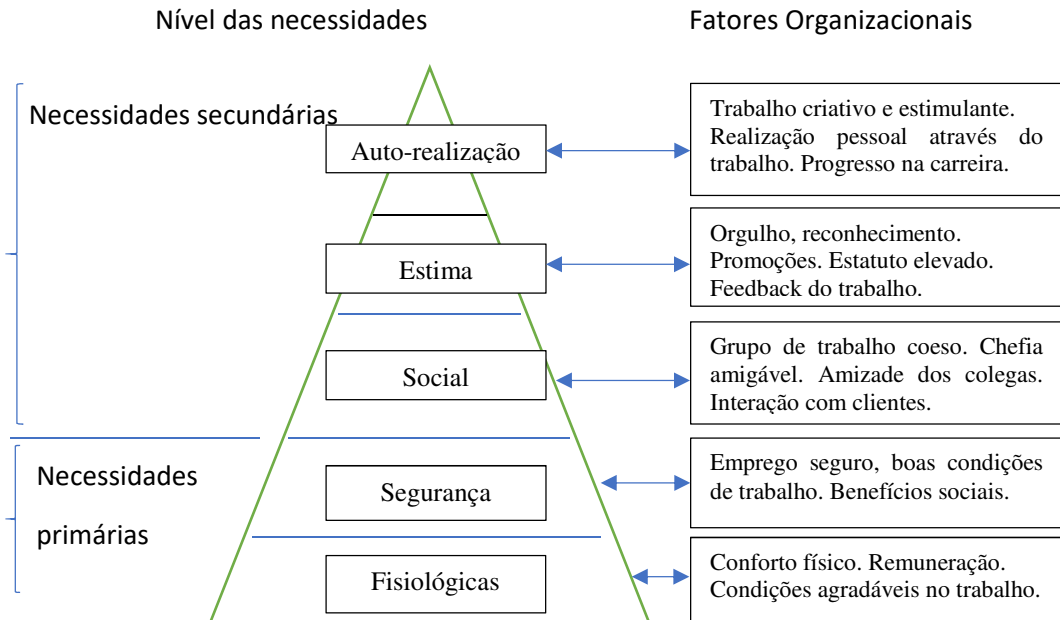 Nível das necessidades
Fatores Organizacionais
Necessidades secundárias
Auto-realização
Trabalho criativo e estimulante.
Realização pessoal através do
trabalho. Progresso na carreira.
Estima
Orgulho, reconhecimento.
Promoções. Estatuto elevado.
Feedback do trabalho.
Social
Grupo de trabalho coeso. Chefia
amigável. Amizade dos colegas.
Interação com clientes.
Necessidades
primárias
Segurança
Emprego seguro, boas condições
de trabalho. Benefícios sociais.
Fisiológicas
Conforto físico. Remuneração.
Condições agradáveis no trabalho.